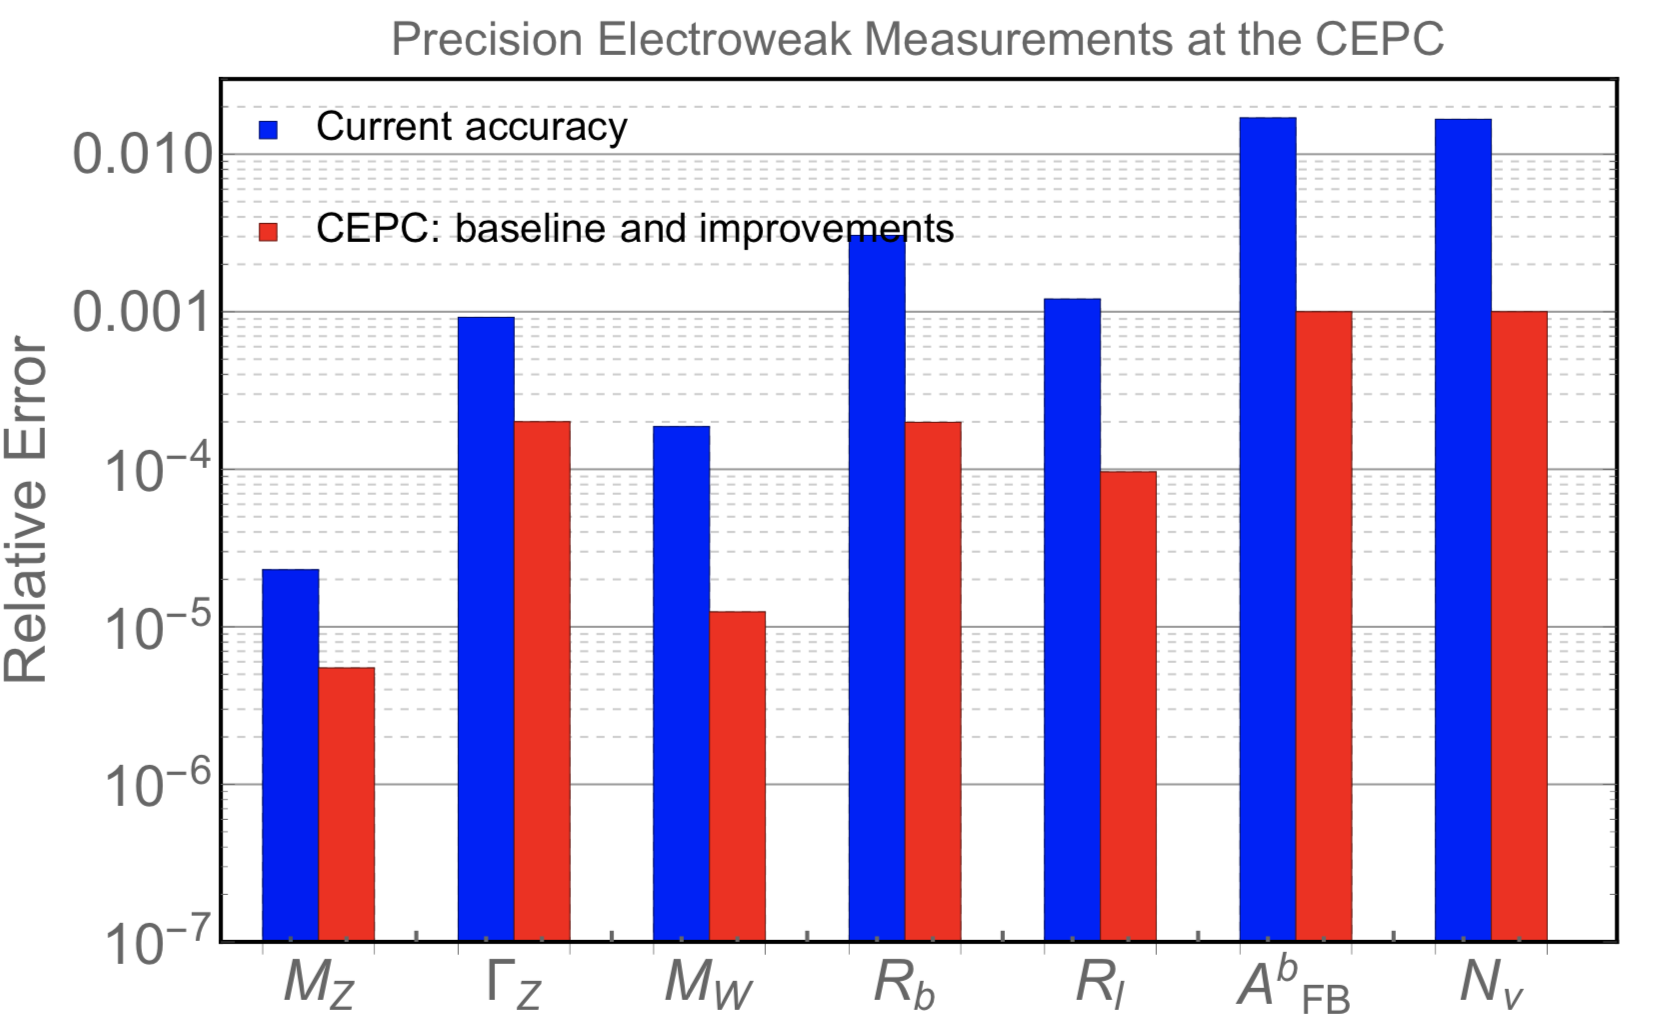 Precision Electroweak Measurements at the CEPC
Current accuracy
CEPC: baseline and improvements
Relative Error
0.010
0.001
10⁻⁴
10⁻⁵
10⁻⁶
10⁻⁷
M_Z Γ_Z M_W R_b R_l A^b_FB N_ν